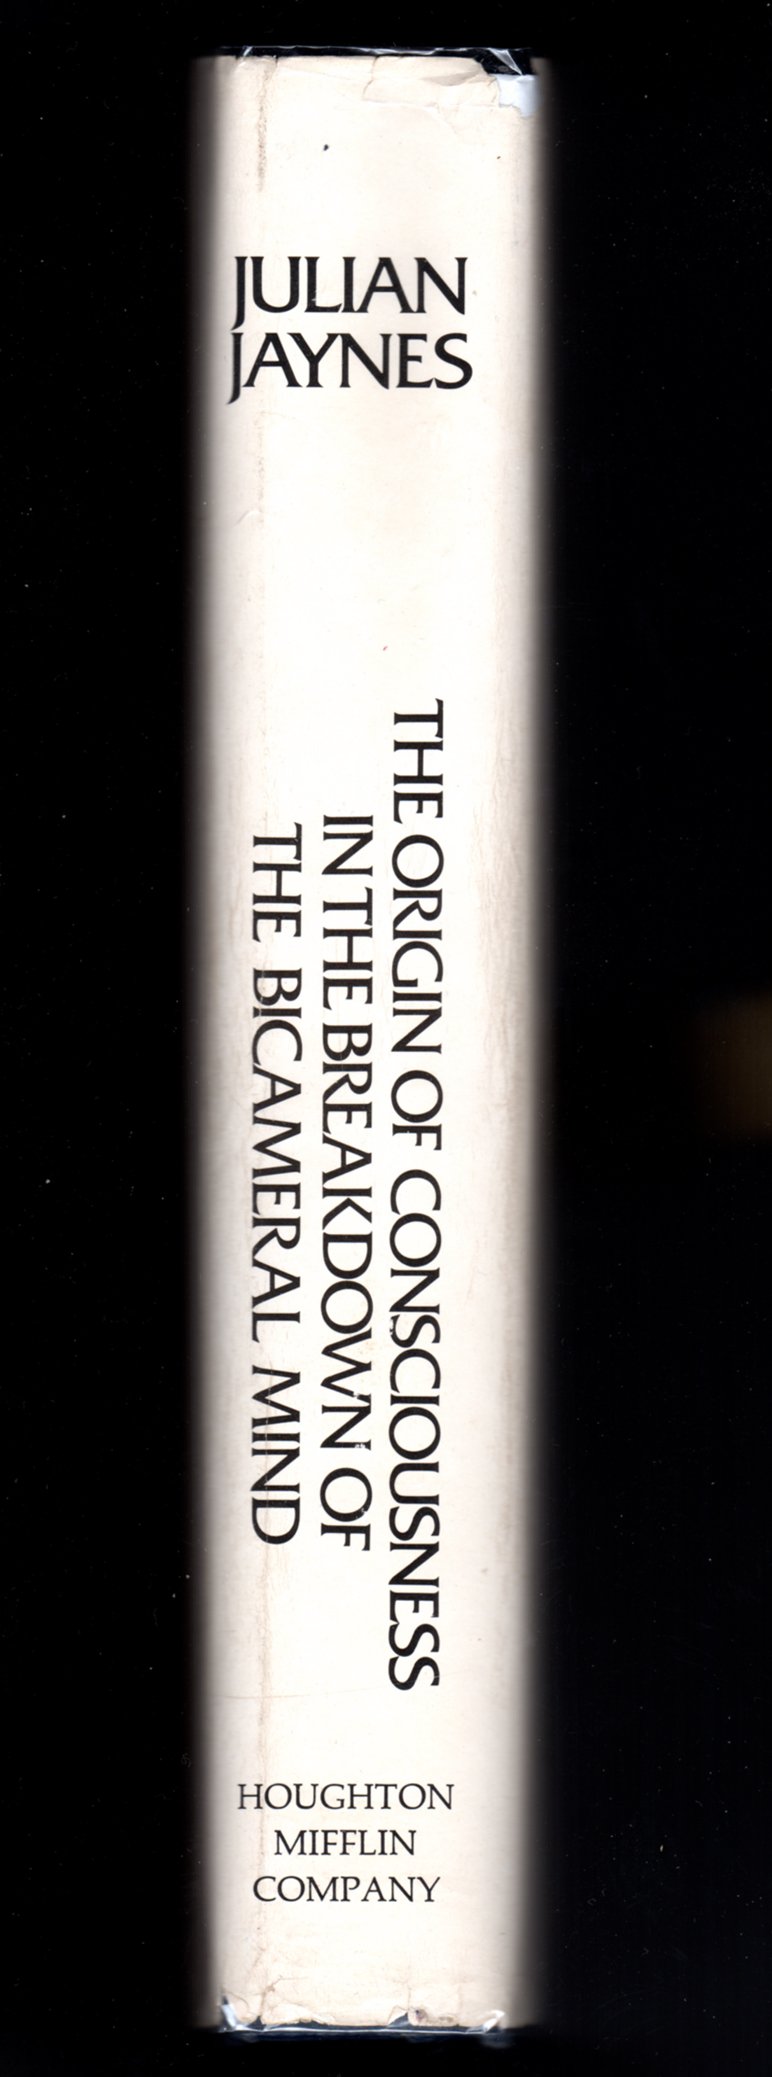 JULIAN
JAYNES
THE ORIGIN OF CONSCIOUSNESS
IN THE BREAKDOWN OF
THE BICAMERAL MIND
HOUGHTON
MIFFLIN
COMPANY